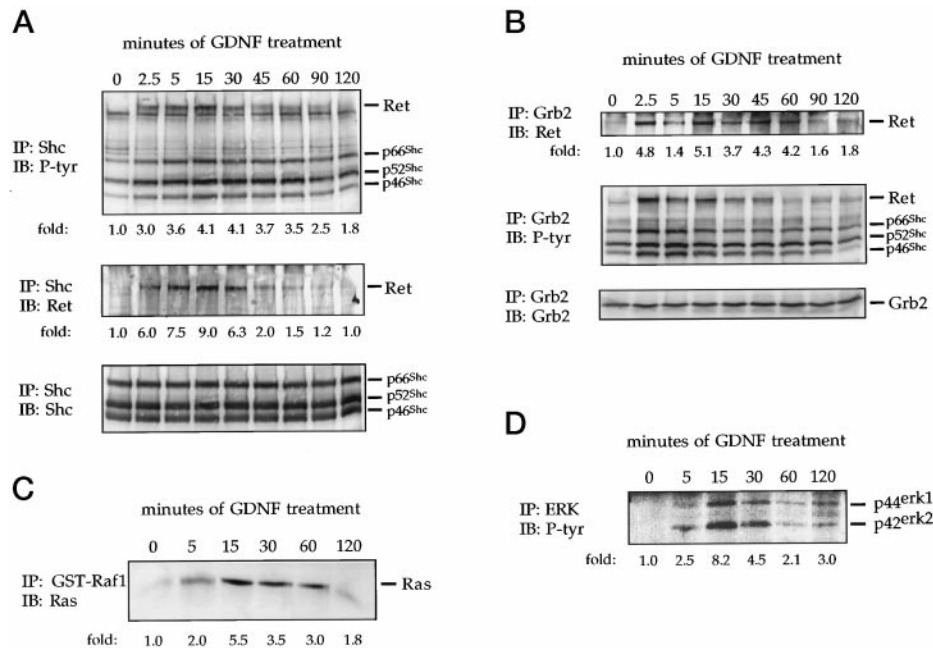 A
minutes of GDNF treatment
0 2.5 5 15 30 45 60 90 120
Ret
IP: Shc
IB: P-tyr
p66Shc
p52Shc
p46Shc
fold: 1.0 3.0 3.6 4.1 4.1 3.7 3.5 2.5 1.8
IP: Shc
IB: Ret
Ret
fold: 1.0 6.0 7.5 9.0 6.3 2.0 1.5 1.2 1.0
IP: Shc
IB: Shc
p66Shc
p52Shc
p46Shc
B
minutes of GDNF treatment
0 2.5 5 15 30 45 60 90 120
IP: Grb2
IB: Ret
Ret
fold: 1.0 4.8 1.4 5.1 3.7 4.3 4.2 1.6 1.8
Ret
IP: Grb2
IB: P-tyr
p66Shc
p52Shc
p46Shc
IP: Grb2
IB: Grb2
Grb2
C
minutes of GDNF treatment
0 5 15 30 60 120
IP: GST-Raf1
IB: Ras
Ras
fold: 1.0 2.0 5.5 3.5 3.0 1.8
D
minutes of GDNF treatment
0 5 15 30 60 120
IP: ERK
IB: P-tyr
p44erk1
p42erk2
fold: 1.0 2.5 8.2 4.5 2.1 3.0